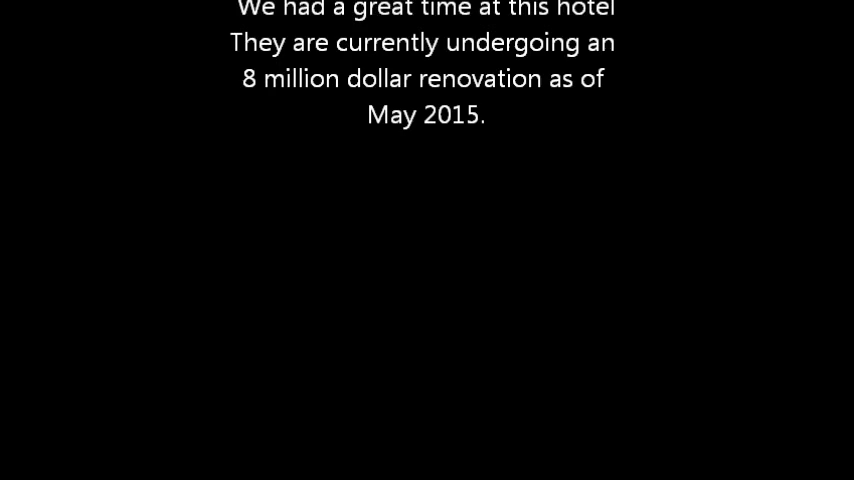 We had a great time at this hotel
They are currently undergoing an
8 million dollar renovation as of
May 2015.